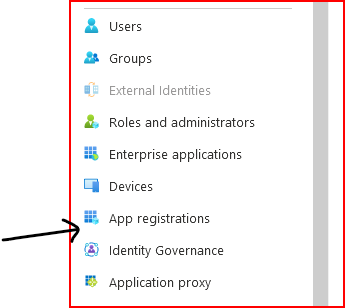 Users
Groups
External Identities
Roles and administrators
Enterprise applications
Devices
App registrations
Identity Governance
Application proxy